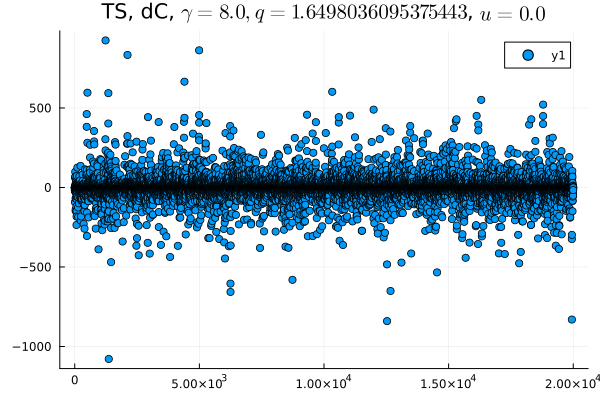 TS, dC, γ = 8.0, q = 1.6498036095375443, u = 0.0
y1
500
0
−500
−1000
0 5.00×10³ 1.00×10⁴ 1.50×10⁴ 2.00×10⁴